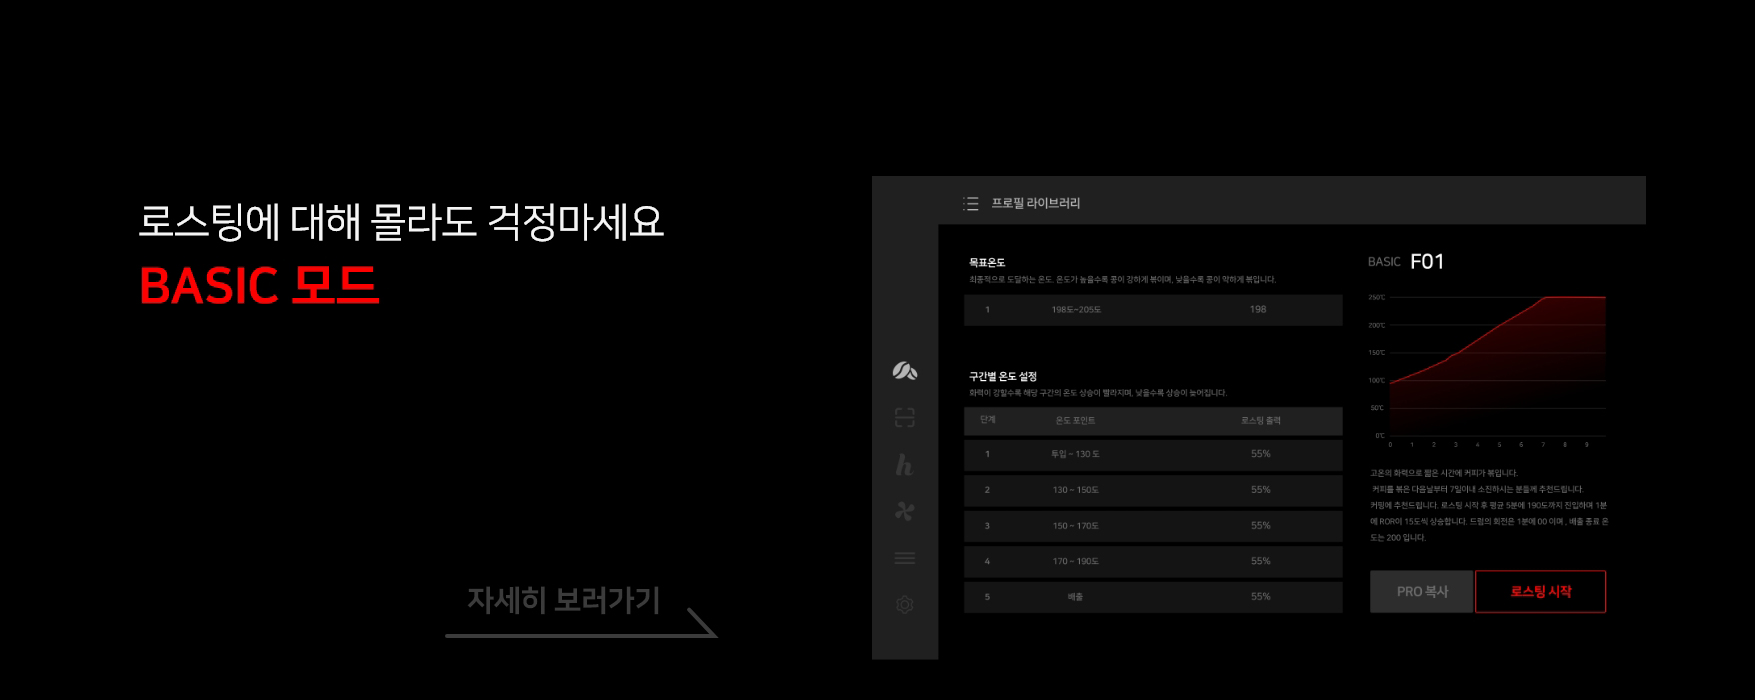 로스팅에 대해 몰라도 걱정마세요
BASIC 모드
자세히 보러가기
프로필 라이브러리
목표온도
최종적으로 도달하는 온도. 온도가 높을수록 콩이 강하게 볶이며, 낮을수록 콩이 약하게 볶입니다.
1 198도~205도 198
구간별 온도 설정
화력이 강할수록 해당 구간의 온도 상승이 빨라지며, 낮을수록 상승이 늦어집니다.
단계 온도 포인트 로스팅 출력
1 투입 ~ 130 도 55%
2 130 ~ 150도 55%
3 150 ~ 170도 55%
4 170 ~ 190도 55%
5 배출 55%
BASIC F01
250℃
200℃
150℃
100℃
50℃
0℃
0 1 2 3 4 5 6 7 8 9
고온의 화력으로 짧은 시간에 커피가 볶입니다.
커피를 볶은 다음날부터 7일이내 소진하시는 분들께 추천드립니다.
커핑에 추천드립니다. 로스팅 시작 후 평균 5분에 190도까지 진입하며 1분
에 ROR이 15도씩 상승합니다. 드럼의 회전은 1분에 00 이며 , 배출 종료 온
도는 200 입니다.
PRO 복사
로스팅 시작
h